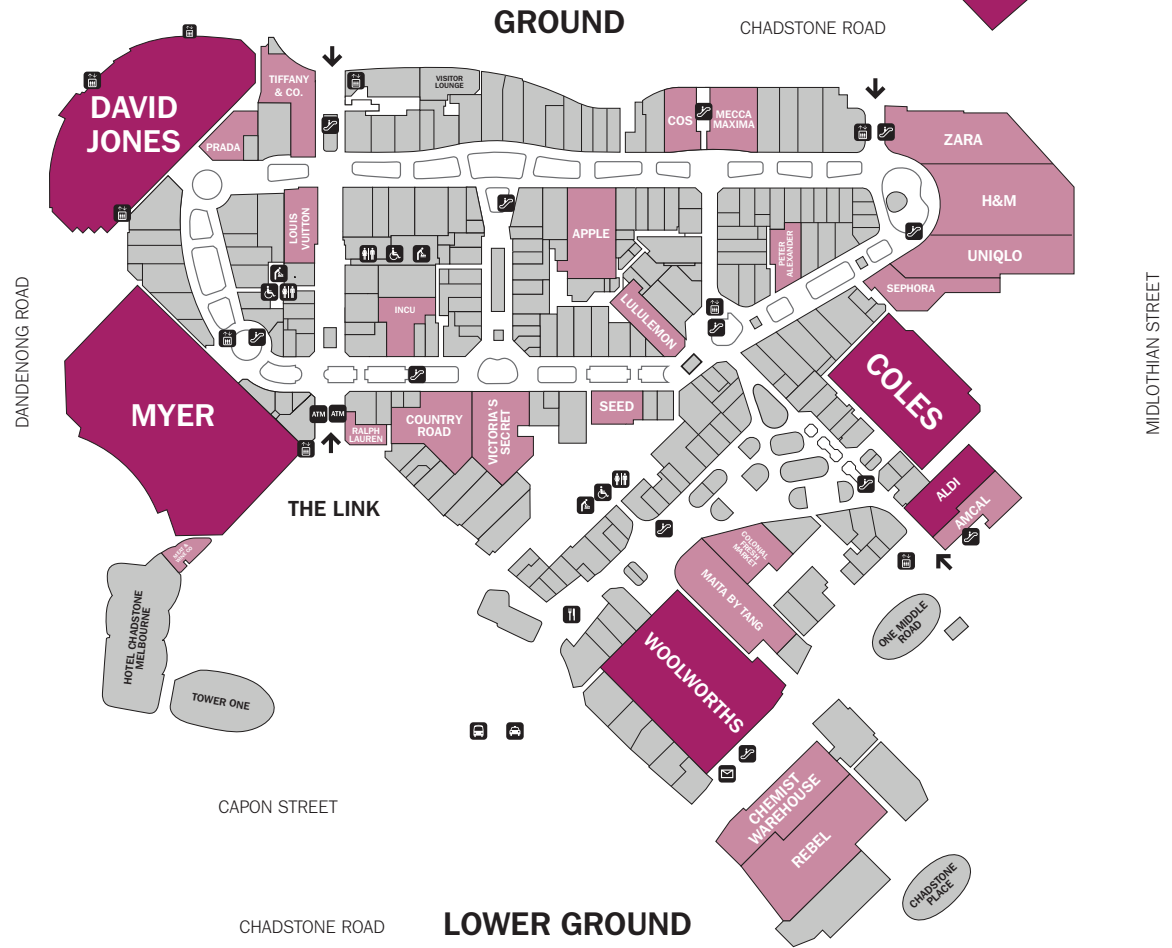 GROUND
CHADSTONE ROAD
VISITOR
LOUNGE
TIFFANY
& CO.
DAVID
JONES
PRADA
COS
MECCA
MAXIMA
ZARA
H&M
UNIQLO
SEPHORA
LOUIS
VUITTON
APPLE
PETER
ALEXANDER
INCU
LULULEMON
DANDENONG ROAD
MIDLOTHIAN STREET
MYER
COLES
ATM
ATM
RALPH
LAUREN
COUNTRY
ROAD
VICTORIA'S
SECRET
SEED
ALDI
AMCAL
THE LINK
COLONIAL
FRESH
MARKET
MAITA BY TANG
HOTEL CHADSTONE
MELBOURNE
TOWER ONE
ONE MIDDLE
ROAD
WOOLWORTHS
CHEMIST
WAREHOUSE
REBEL
CAPON STREET
CHADSTONE
PLACE
CHADSTONE ROAD
LOWER GROUND